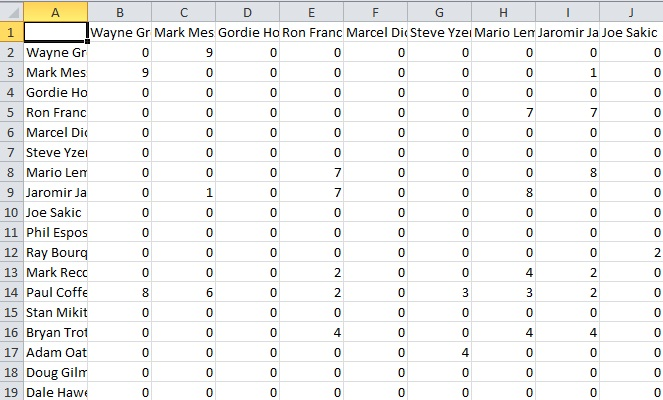 A B C D E F G H I J
1 Wayne Gr Mark Mes Gordie Ho Ron Franc Marcel Dio Steve Yzer Mario Lem Jaromir Ja Joe Sakic
2 Wayne Gr 0 9 0 0 0 0 0 0 0
3 Mark Mes 9 0 0 0 0 0 0 1 0
4 Gordie Ho 0 0 0 0 0 0 0 0 0
5 Ron Franc 0 0 0 0 0 0 7 7 0
6 Marcel Dio 0 0 0 0 0 0 0 0 0
7 Steve Yzer 0 0 0 0 0 0 0 0 0
8 Mario Lem 0 0 0 7 0 0 0 8 0
9 Jaromir Ja 0 1 0 7 0 0 8 0 0
10 Joe Sakic 0 0 0 0 0 0 0 0 0
11 Phil Espos 0 0 0 0 0 0 0 0 0
12 Ray Bourq 0 0 0 0 0 0 0 0 2
13 Mark Recc 0 0 0 2 0 0 4 2 0
14 Paul Coffe 8 6 0 2 0 3 3 2 0
15 Stan Mikit 0 0 0 0 0 0 0 0 0
16 Bryan Trot 0 0 0 4 0 0 4 4 0
17 Adam Oat 0 0 0 0 0 4 0 0 0
18 Doug Gilm 0 0 0 0 0 0 0 0 0
19 Dale Hawe 0 0 0 0 0 0 0 0 0